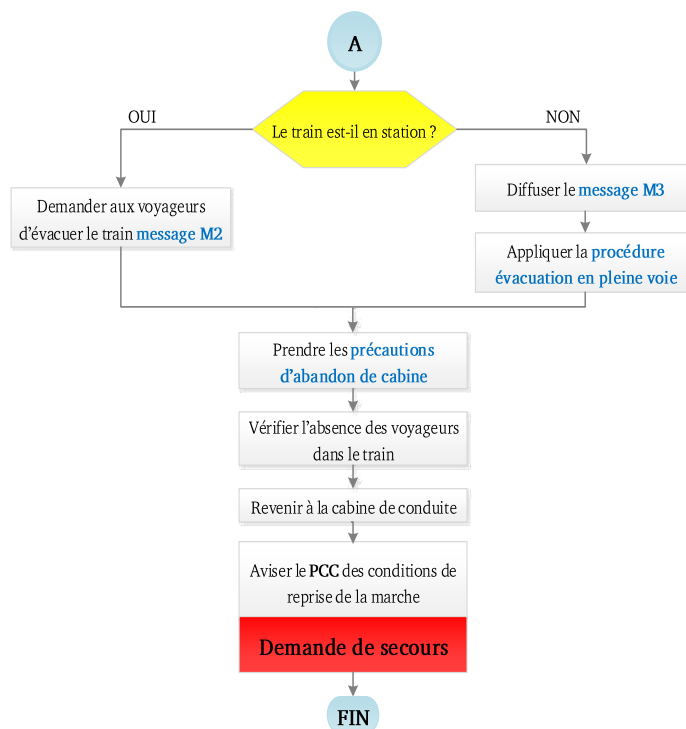 A
Le train est-il en station ?
OUI
NON
Demander aux voyageurs
d'évacuer le train message M2
Diffuser le message M3
Appliquer la procédure
évacuation en pleine voie
Prendre les précautions
d'abandon de cabine
Vérifier l'absence des voyageurs
dans le train
Revenir à la cabine de conduite
Aviser le PCC des conditions de
reprise de la marche
Demande de secours
FIN